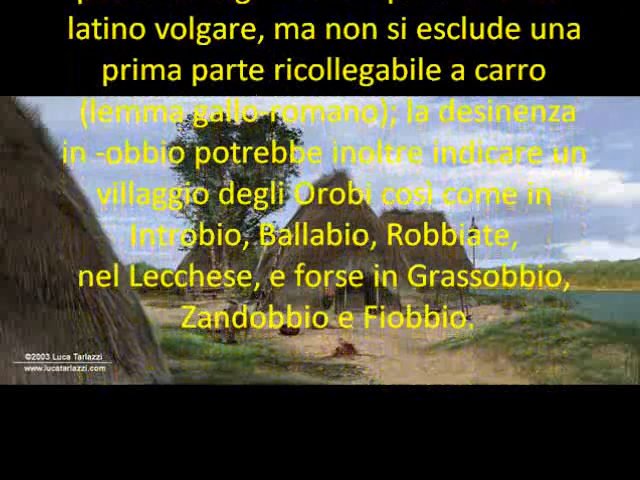 latino volgare, ma non si esclude una
prima parte ricollegabile a carro
(lemma gallo-romano); la desinenza
in -obbio potrebbe inoltre indicare un
villaggio degli Orobi così come in
Introbio, Ballabio, Robbiate,
nel Lecchese, e forse in Grassobbio,
Zandobbio e Fiobbio.
©2003 Luca Tarlazzi
www.lucatarlazzi.com